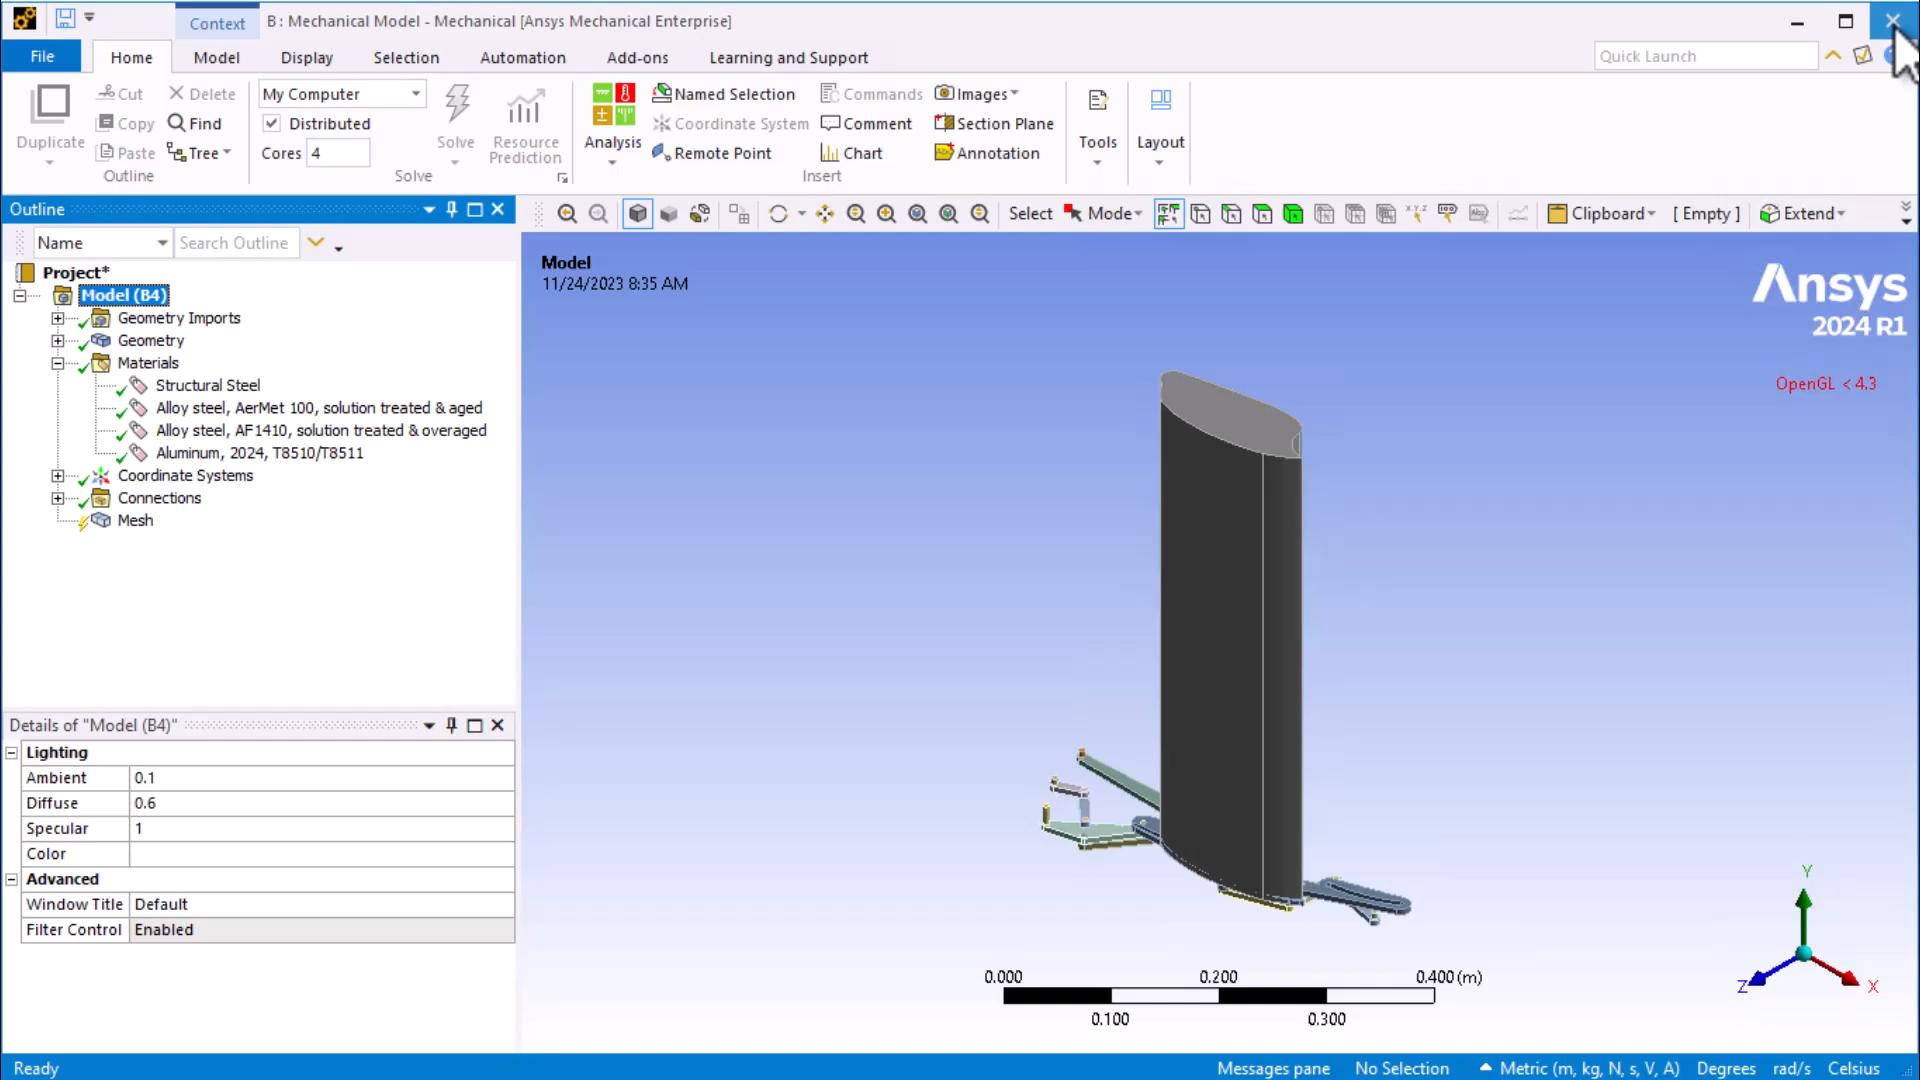 Context
B : Mechanical Model - Mechanical [Ansys Mechanical Enterprise]
File
Home
Model
Display
Selection
Automation
Add-ons
Learning and Support
Quick Launch
Duplicate
Cut
Copy
Paste
Delete
Find
Tree
Outline
My Computer
Distributed
Cores 4
Solve
Resource
Prediction
Solve
Analysis
Named Selection
Coordinate System
Remote Point
Commands
Comment
Chart
Images
Section Plane
Annotation
Insert
Tools
Layout
Outline
Name
Search Outline
Project*
Model (B4)
Geometry Imports
Geometry
Materials
Structural Steel
Alloy steel, AerMet 100, solution treated & aged
Alloy steel, AF1410, solution treated & overaged
Aluminum, 2024, T8510/T8511
Coordinate Systems
Connections
Mesh
Details of "Model (B4)"
Lighting
Ambient 0.1
Diffuse 0.6
Specular 1
Color
Advanced
Window Title Default
Filter Control Enabled
Select
Mode
Clipboard
[ Empty ]
Extend
Model
11/24/2023 8:35 AM
Ansys
2024 R1
OpenGL < 4.3
0.000
0.200
0.400 (m)
0.100
0.300
Y
Z
X
Ready
Messages pane
No Selection
Metric (m, kg, N, s, V, A)
Degrees
rad/s
Celsius